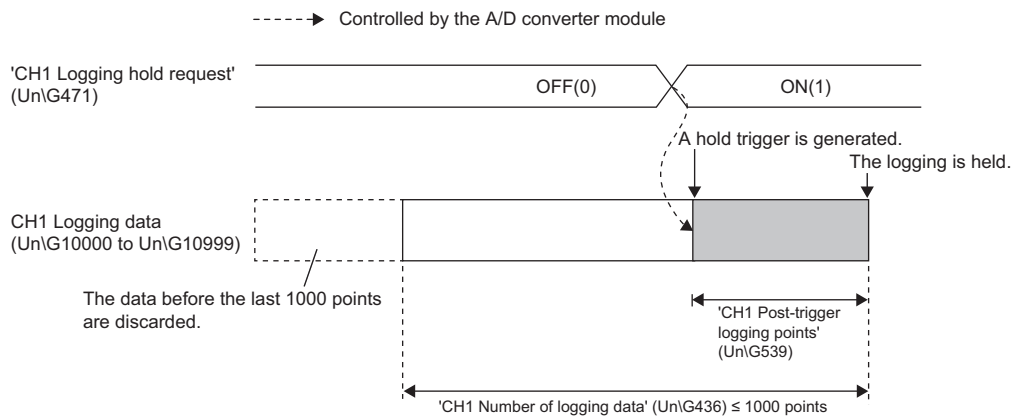 Controlled by the A/D converter module
'CH1 Logging hold request'
(Un\G471)
OFF(0)
ON(1)
A hold trigger is generated.
The logging is held.
CH1 Logging data
(Un\G10000 to Un\G10999)
The data before the last 1000 points
are discarded.
'CH1 Post-trigger
logging points'
(Un\G539)
'CH1 Number of logging data' (Un\G436) ≤ 1000 points